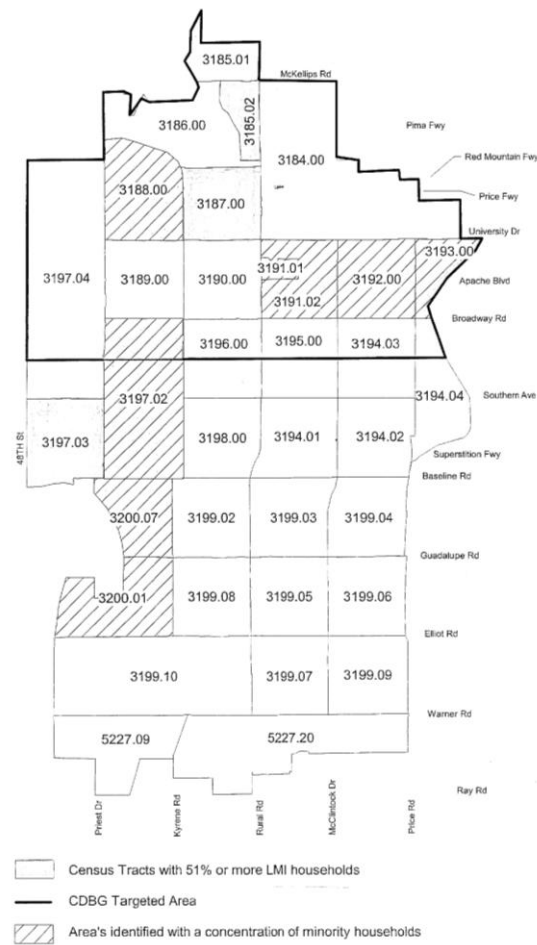 3185.01
McKellips Rd
3185.02
3186.00
Pima Fwy
3184.00
Red Mountain Fwy
3188.00
3187.00
Price Fwy
University Dr
3193.00
3197.04
3189.00
3190.00
3191.01
3192.00
Apache Blvd
3191.02
Broadway Rd
3196.00
3195.00
3194.03
3197.02
3194.04
Southern Ave
48TH St
3197.03
3198.00
3194.01
3194.02
Superstition Fwy
Baseline Rd
3200.07
3199.02
3199.03
3199.04
Guadalupe Rd
3200.01
3199.08
3199.05
3199.06
Elliot Rd
3199.10
3199.07
3199.09
Warner Rd
5227.09
5227.20
Ray Rd
Priest Dr
Kyrene Rd
Rural Rd
McClintock Dr
Price Rd
Census Tracts with 51% or more LMI households
CDBG Targeted Area
Area's identified with a concentration of minority households